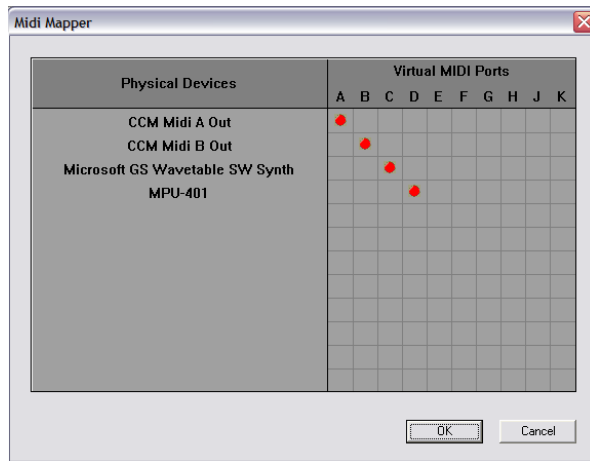 Midi Mapper
Physical Devices
Virtual MIDI Ports
A B C D E F G H J K
CCM Midi A Out
CCM Midi B Out
Microsoft GS Wavetable SW Synth
MPU-401
OK Cancel